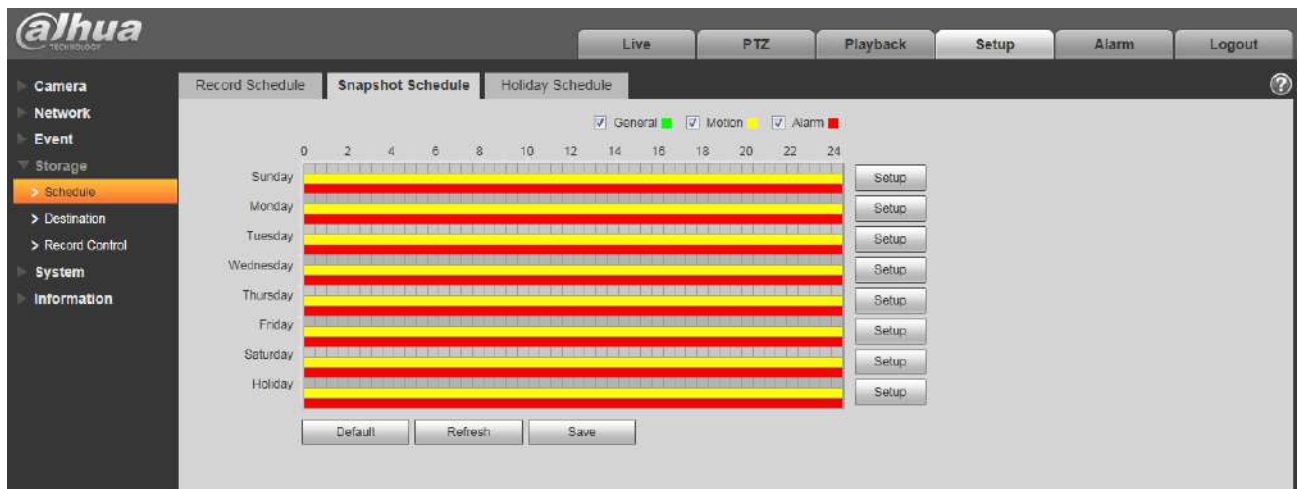 alhua
TECHNOLOGY
Live PTZ Playback Setup Alarm Logout
Camera
Network
Event
Storage
> Schedule
> Destination
> Record Control
System
Information
Record Schedule Snapshot Schedule Holiday Schedule
General Motion Alarm
0 2 4 6 8 10 12 14 16 18 20 22 24
Sunday Setup
Monday Setup
Tuesday Setup
Wednesday Setup
Thursday Setup
Friday Setup
Saturday Setup
Holiday Setup
Default Refresh Save